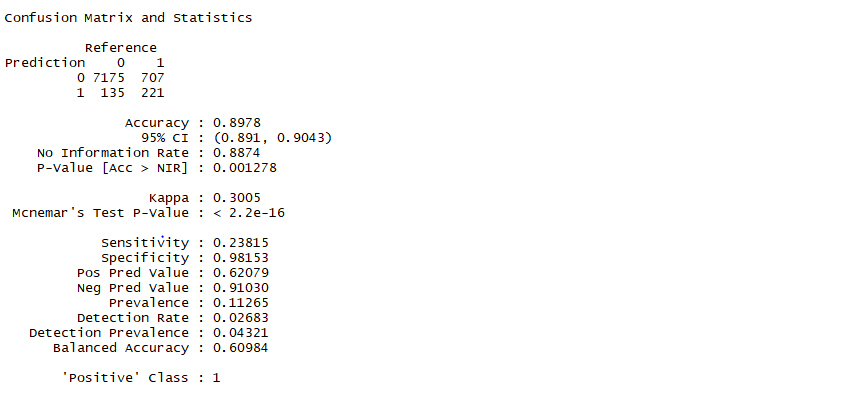 Confusion Matrix and Statistics
Reference
Prediction 0 1
0 7175 707
1 135 221
Accuracy : 0.8978
95% CI : (0.891, 0.9043)
No Information Rate : 0.8874
P-Value [Acc > NIR] : 0.001278
Kappa : 0.3005
Mcnemar's Test P-Value : < 2.2e-16
Sensitivity : 0.23815
Specificity : 0.98153
Pos Pred Value : 0.62079
Neg Pred Value : 0.91030
Prevalence : 0.11265
Detection Rate : 0.02683
Detection Prevalence : 0.04321
Balanced Accuracy : 0.60984
'Positive' Class : 1